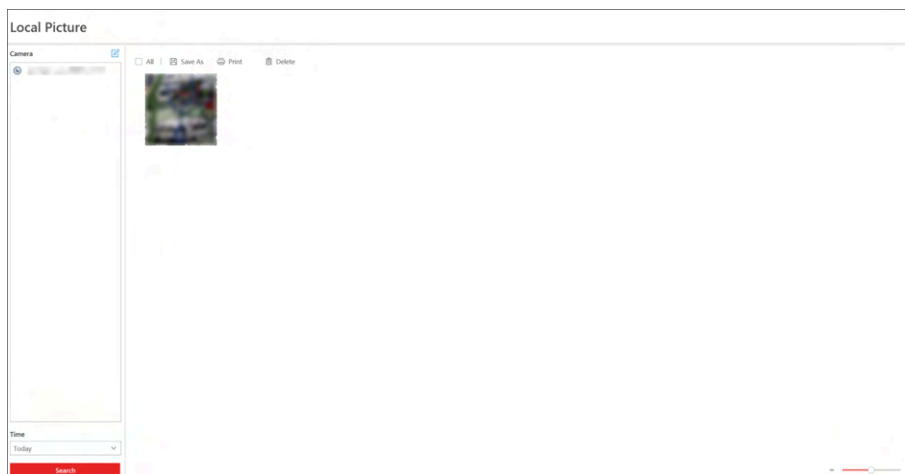 Local Picture
Camera
All | Save As Print Delete
Time
Today
Search